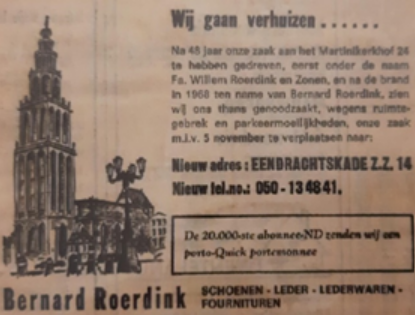 Wij gaan verhuizen......
Na 48 jaar onze zaak aan het Martinikerkhof 24
te hebben gedreven, eerst onder de naam
Fa. Willem Roerdink en Zonen, en na de brand
in 1968 ten name van Bernard Roerdink, zien
wij ons thans genoodzaakt, wegens ruimte-
gebrek en parkeermoeilijkheden, onze zaak
m.i.v. 5 november te verplaatsen naar:
Nieuw adres : EENDRACHTSKADE Z.Z. 14
Nieuw tel.no.: 050 - 13 48 41.
De 20.000-ste abonnee-ND zenden wij een
porto-Quick portemonnee
Bernard Roerdink
SCHOENEN - LEDER - LEDERWAREN -
FOURNITUREN